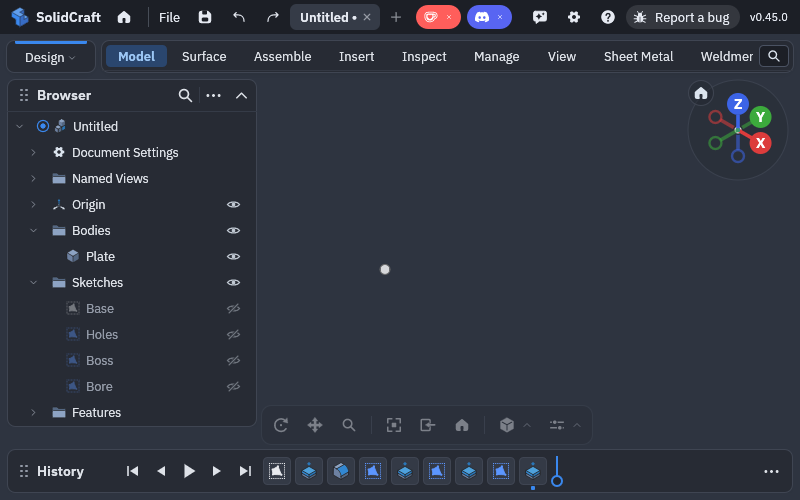 SolidCraft File Untitled • Report a bug v0.45.0
Design Model Surface Assemble Insert Inspect Manage View Sheet Metal Weldmer
Browser
Untitled
Document Settings
Named Views
Origin
Bodies
Plate
Sketches
Base
Holes
Boss
Bore
Features
Z
Y
X
History